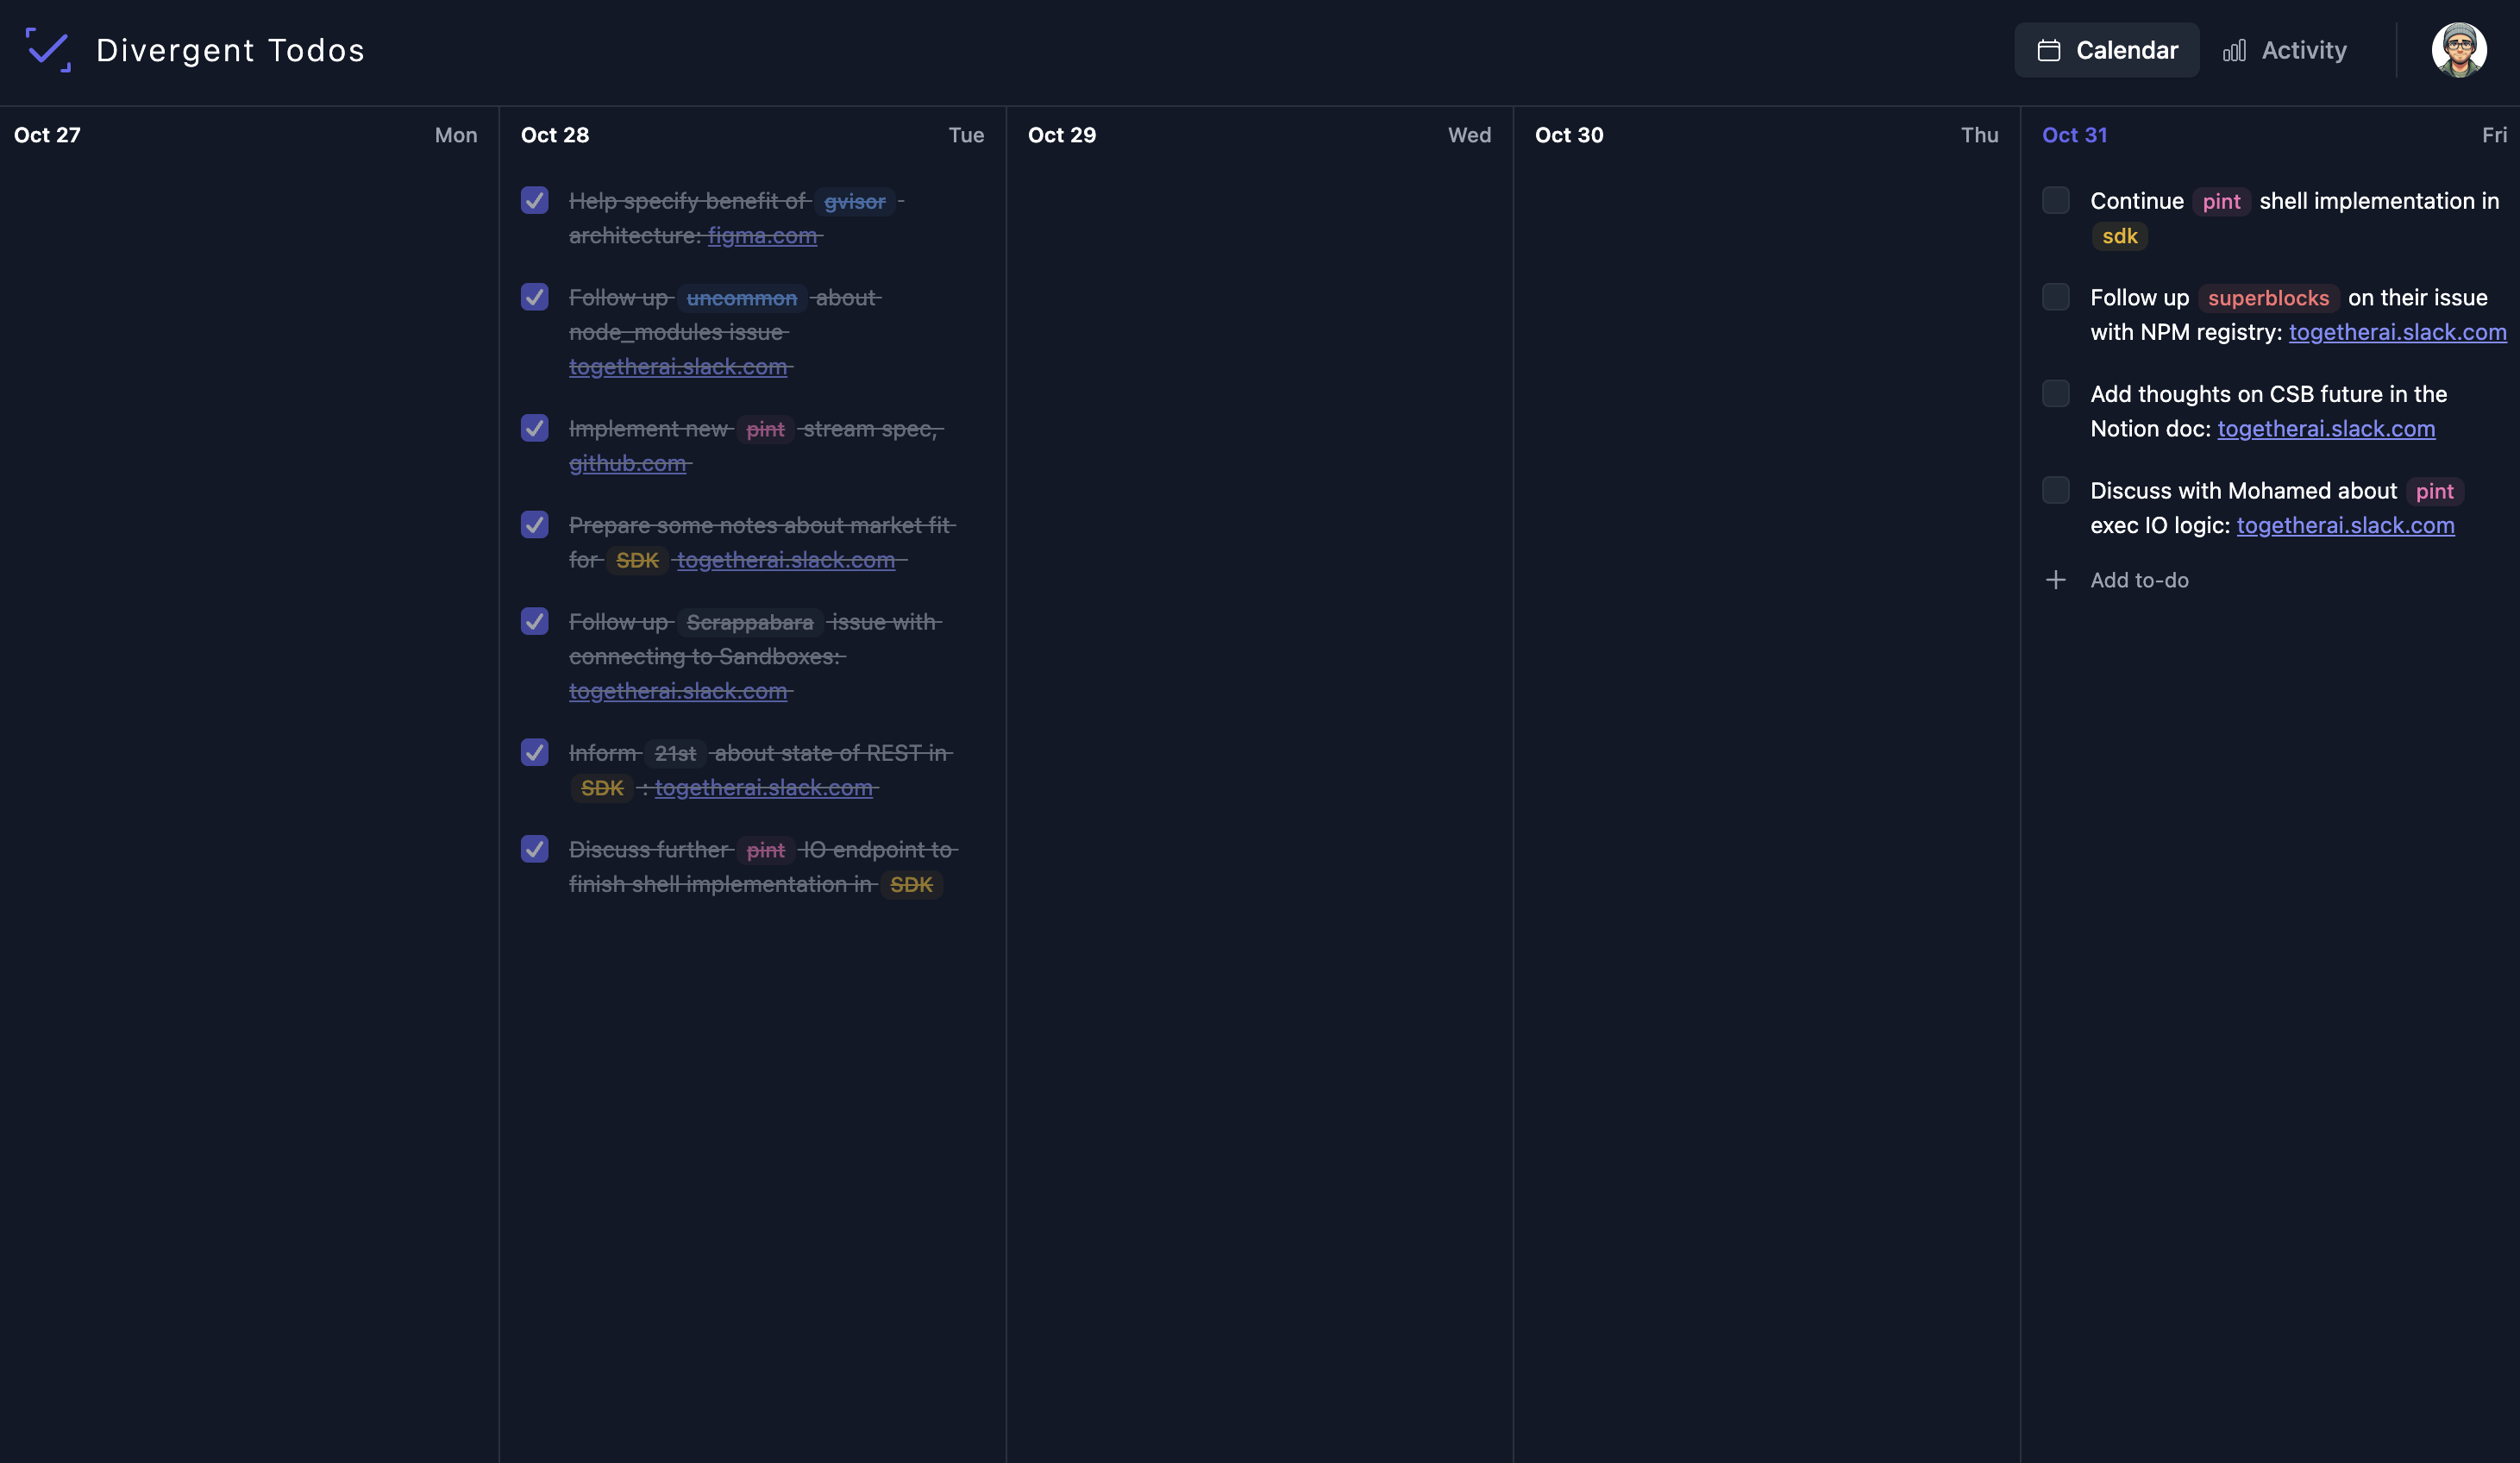 Divergent Todos
Calendar
Activity
Oct 27 Mon
Oct 28 Tue
Help specify benefit of gvisor -
architecture: figma.com
Follow up uncommon about
node_modules issue
togetherai.slack.com
Implement new pint stream spec,
github.com
Prepare some notes about market fit
for SDK togetherai.slack.com
Follow up Scrappabara issue with
connecting to Sandboxes:
togetherai.slack.com
Inform 21st about state of REST in
SDK : togetherai.slack.com
Discuss further pint IO endpoint to
finish shell implementation in SDK
Oct 29 Wed
Oct 30 Thu
Oct 31 Fri
Continue pint shell implementation in
sdk
Follow up superblocks on their issue
with NPM registry: togetherai.slack.com
Add thoughts on CSB future in the
Notion doc: togetherai.slack.com
Discuss with Mohamed about pint
exec IO logic: togetherai.slack.com
Add to-do